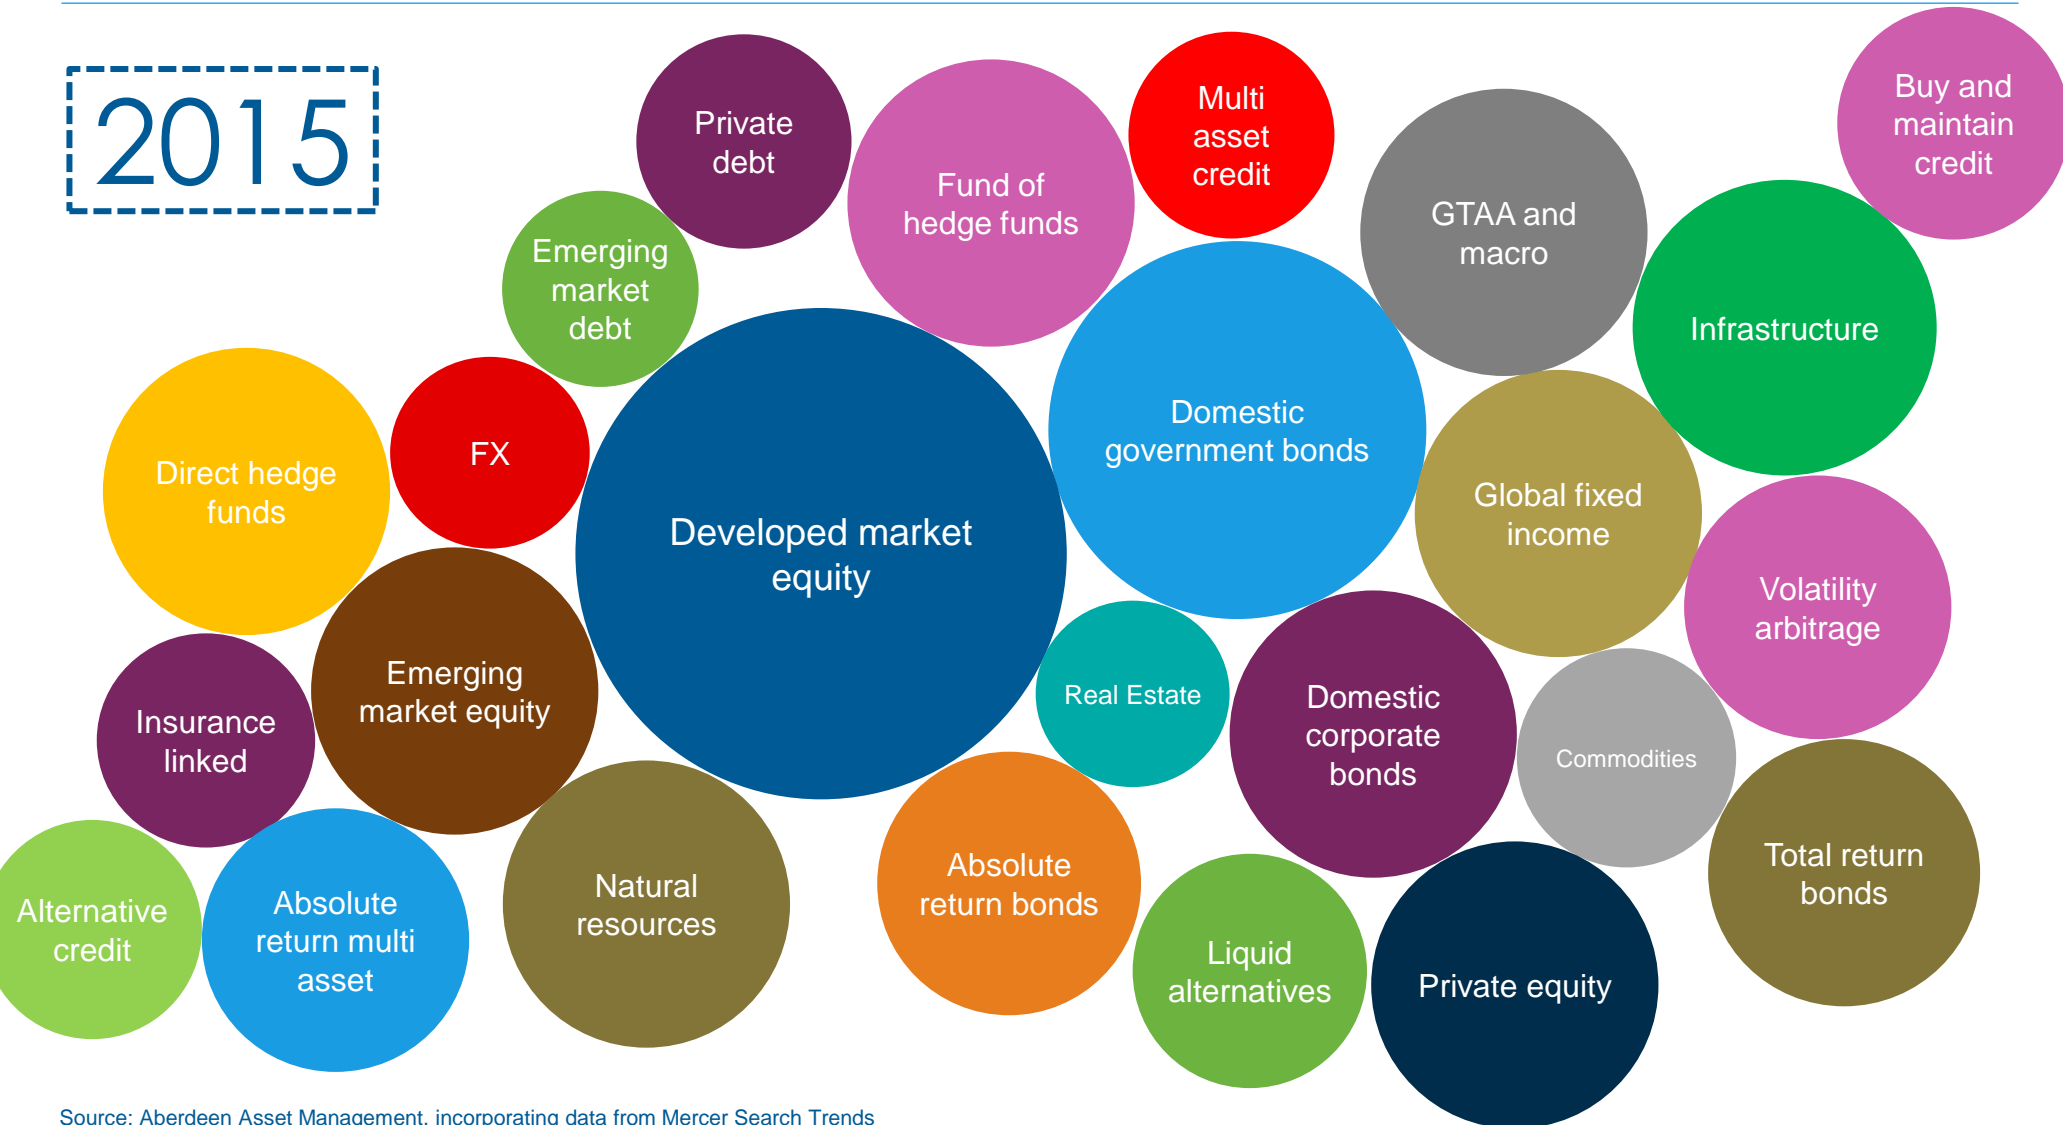 2015
Private
debt
Fund of
hedge funds
Multi
asset
credit
GTAA and
macro
Buy and
maintain
credit
Emerging
market
debt
Infrastructure
Direct hedge
funds
FX
Developed market
equity
Domestic
government bonds
Global fixed
income
Volatility
arbitrage
Insurance
linked
Emerging
market equity
Real Estate
Domestic
corporate
bonds
Commodities
Alternative
credit
Absolute
return multi
asset
Natural
resources
Absolute
return bonds
Liquid
alternatives
Private equity
Total return
bonds
Source: Aberdeen Asset Management, incorporating data from Mercer Search Trends